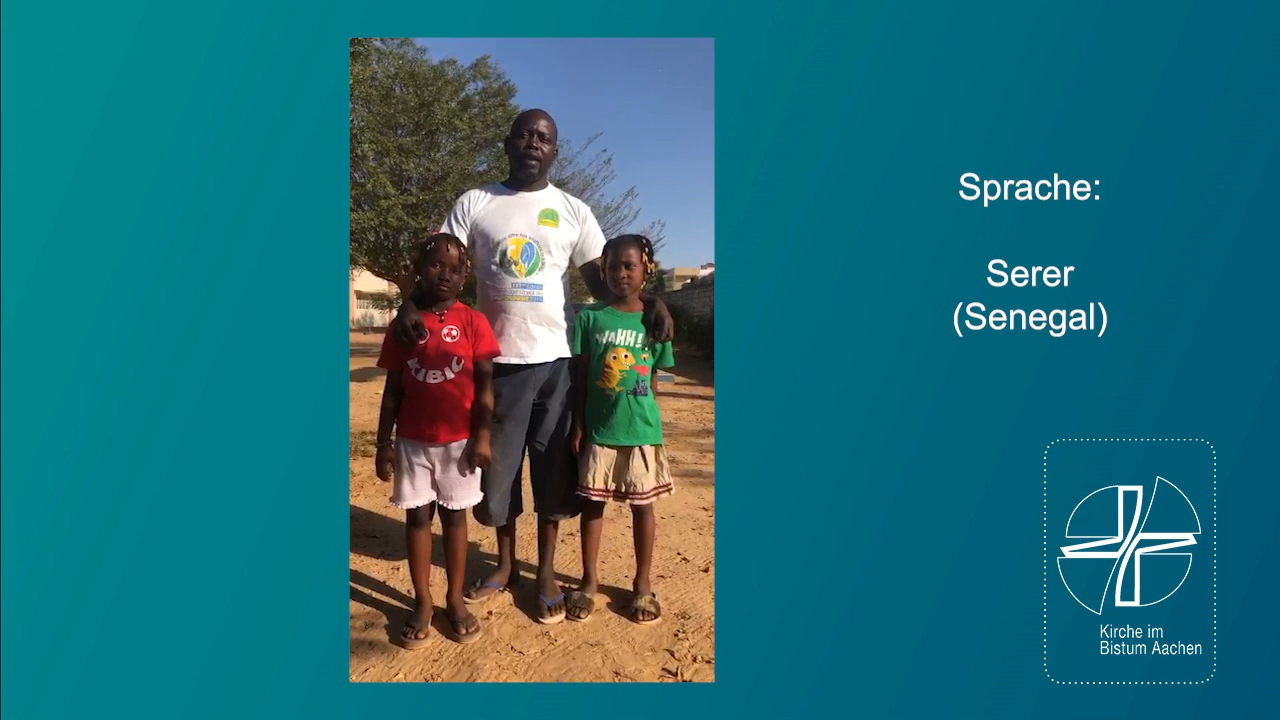 Sprache:
Serer
(Senegal)
WAHH!!
KIBIC
Kirche im
Bistum Aachen